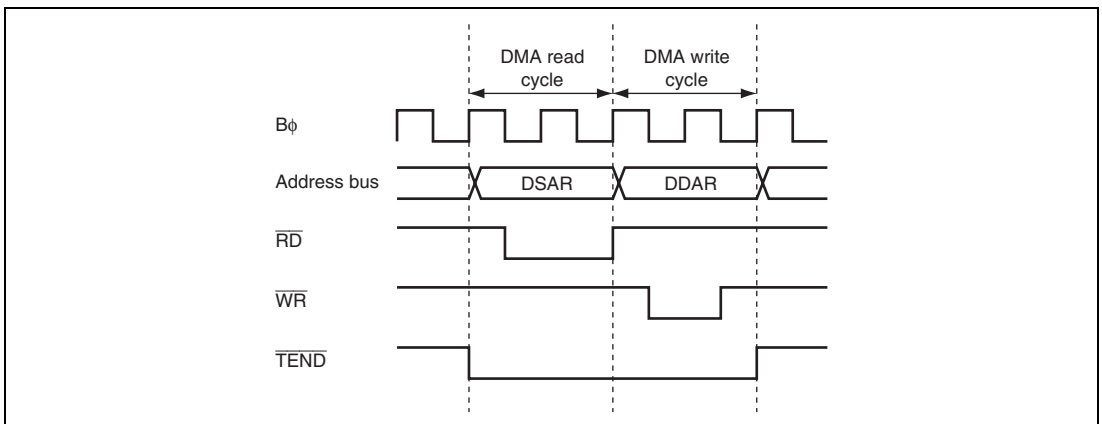 DMA read
cycle
DMA write
cycle
Bϕ
Address bus
DSAR
DDAR
RD
WR
TEND